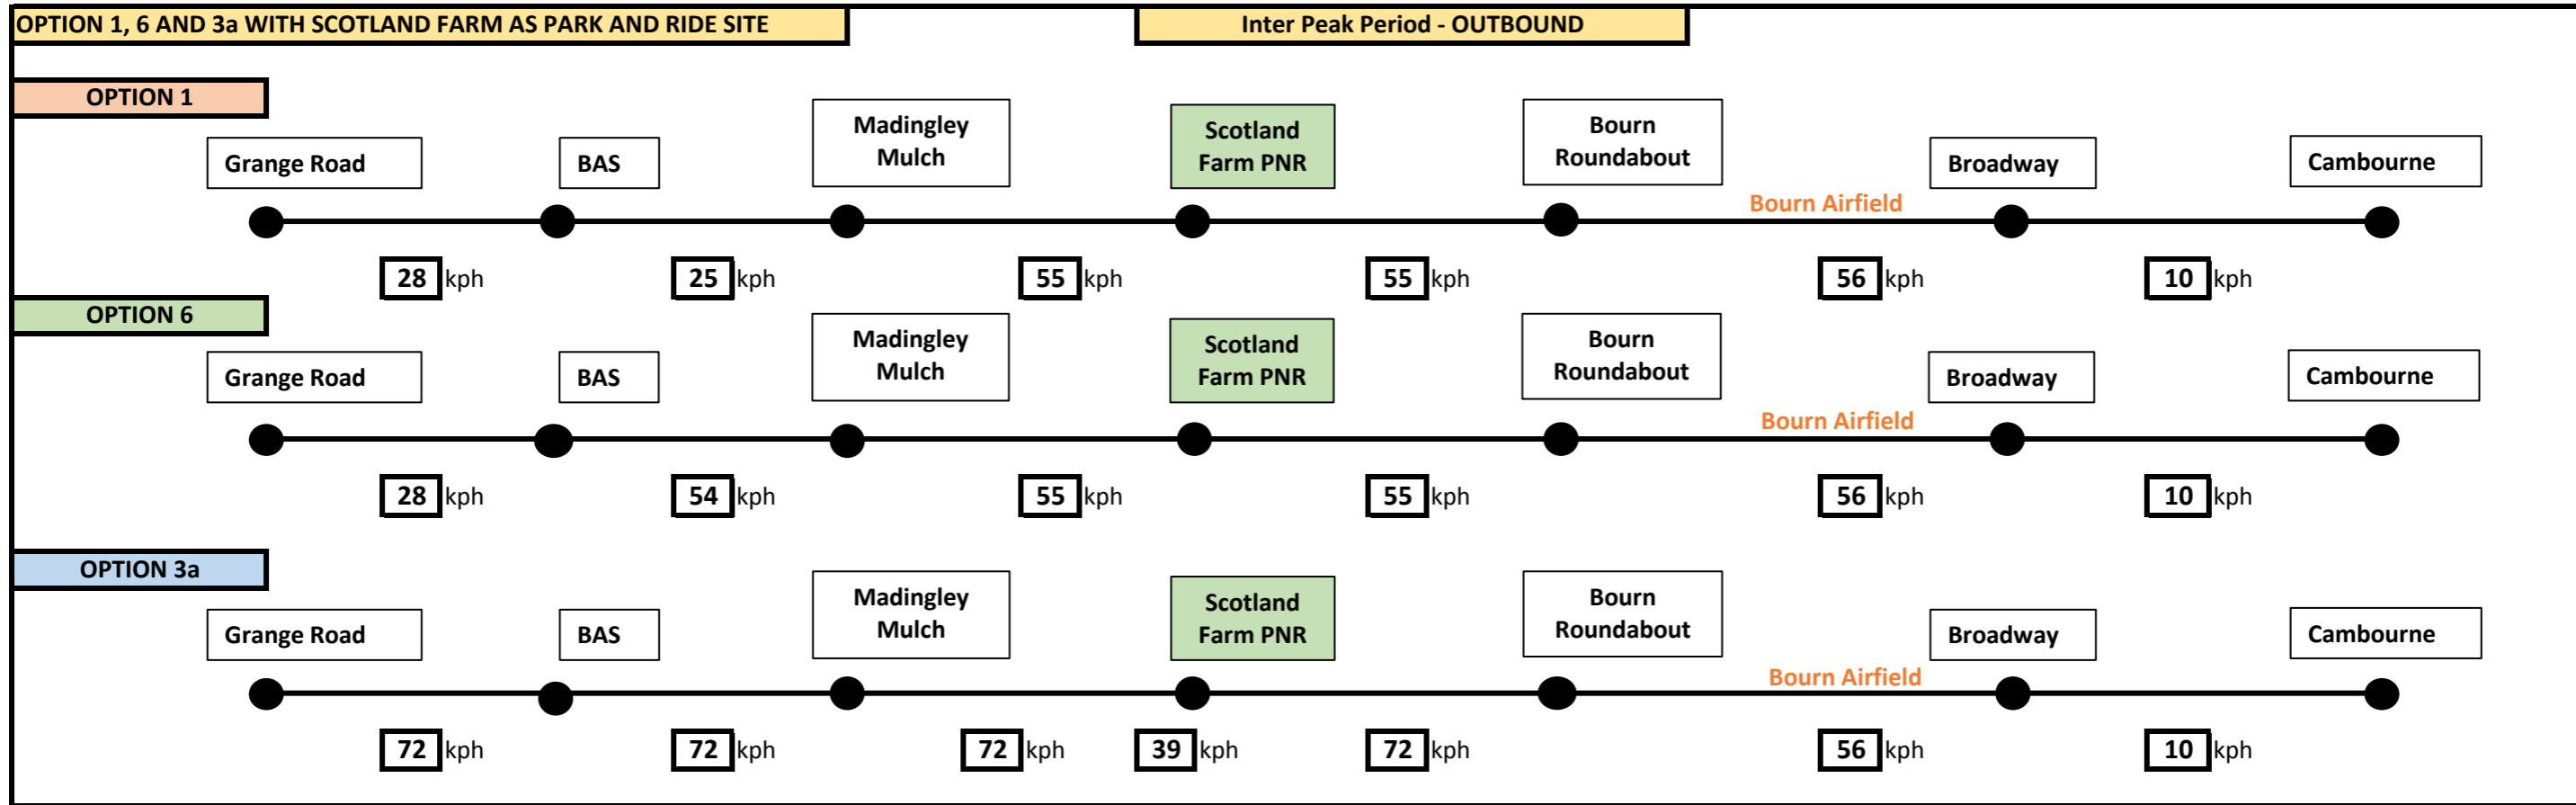 OPTION 1, 6 AND 3a WITH SCOTLAND FARM AS PARK AND RIDE SITE
Inter Peak Period - OUTBOUND
OPTION 1
Grange Road
BAS
Madingley
Mulch
Scotland
Farm PNR
Bourn
Roundabout
Bourn Airfield
Broadway
Cambourne
28 kph
25 kph
55 kph
55 kph
56 kph
10 kph
OPTION 6
Grange Road
BAS
Madingley
Mulch
Scotland
Farm PNR
Bourn
Roundabout
Bourn Airfield
Broadway
Cambourne
28 kph
54 kph
55 kph
55 kph
56 kph
10 kph
OPTION 3a
Grange Road
BAS
Madingley
Mulch
Scotland
Farm PNR
Bourn
Roundabout
Bourn Airfield
Broadway
Cambourne
72 kph
72 kph
72 kph
39 kph
72 kph
56 kph
10 kph